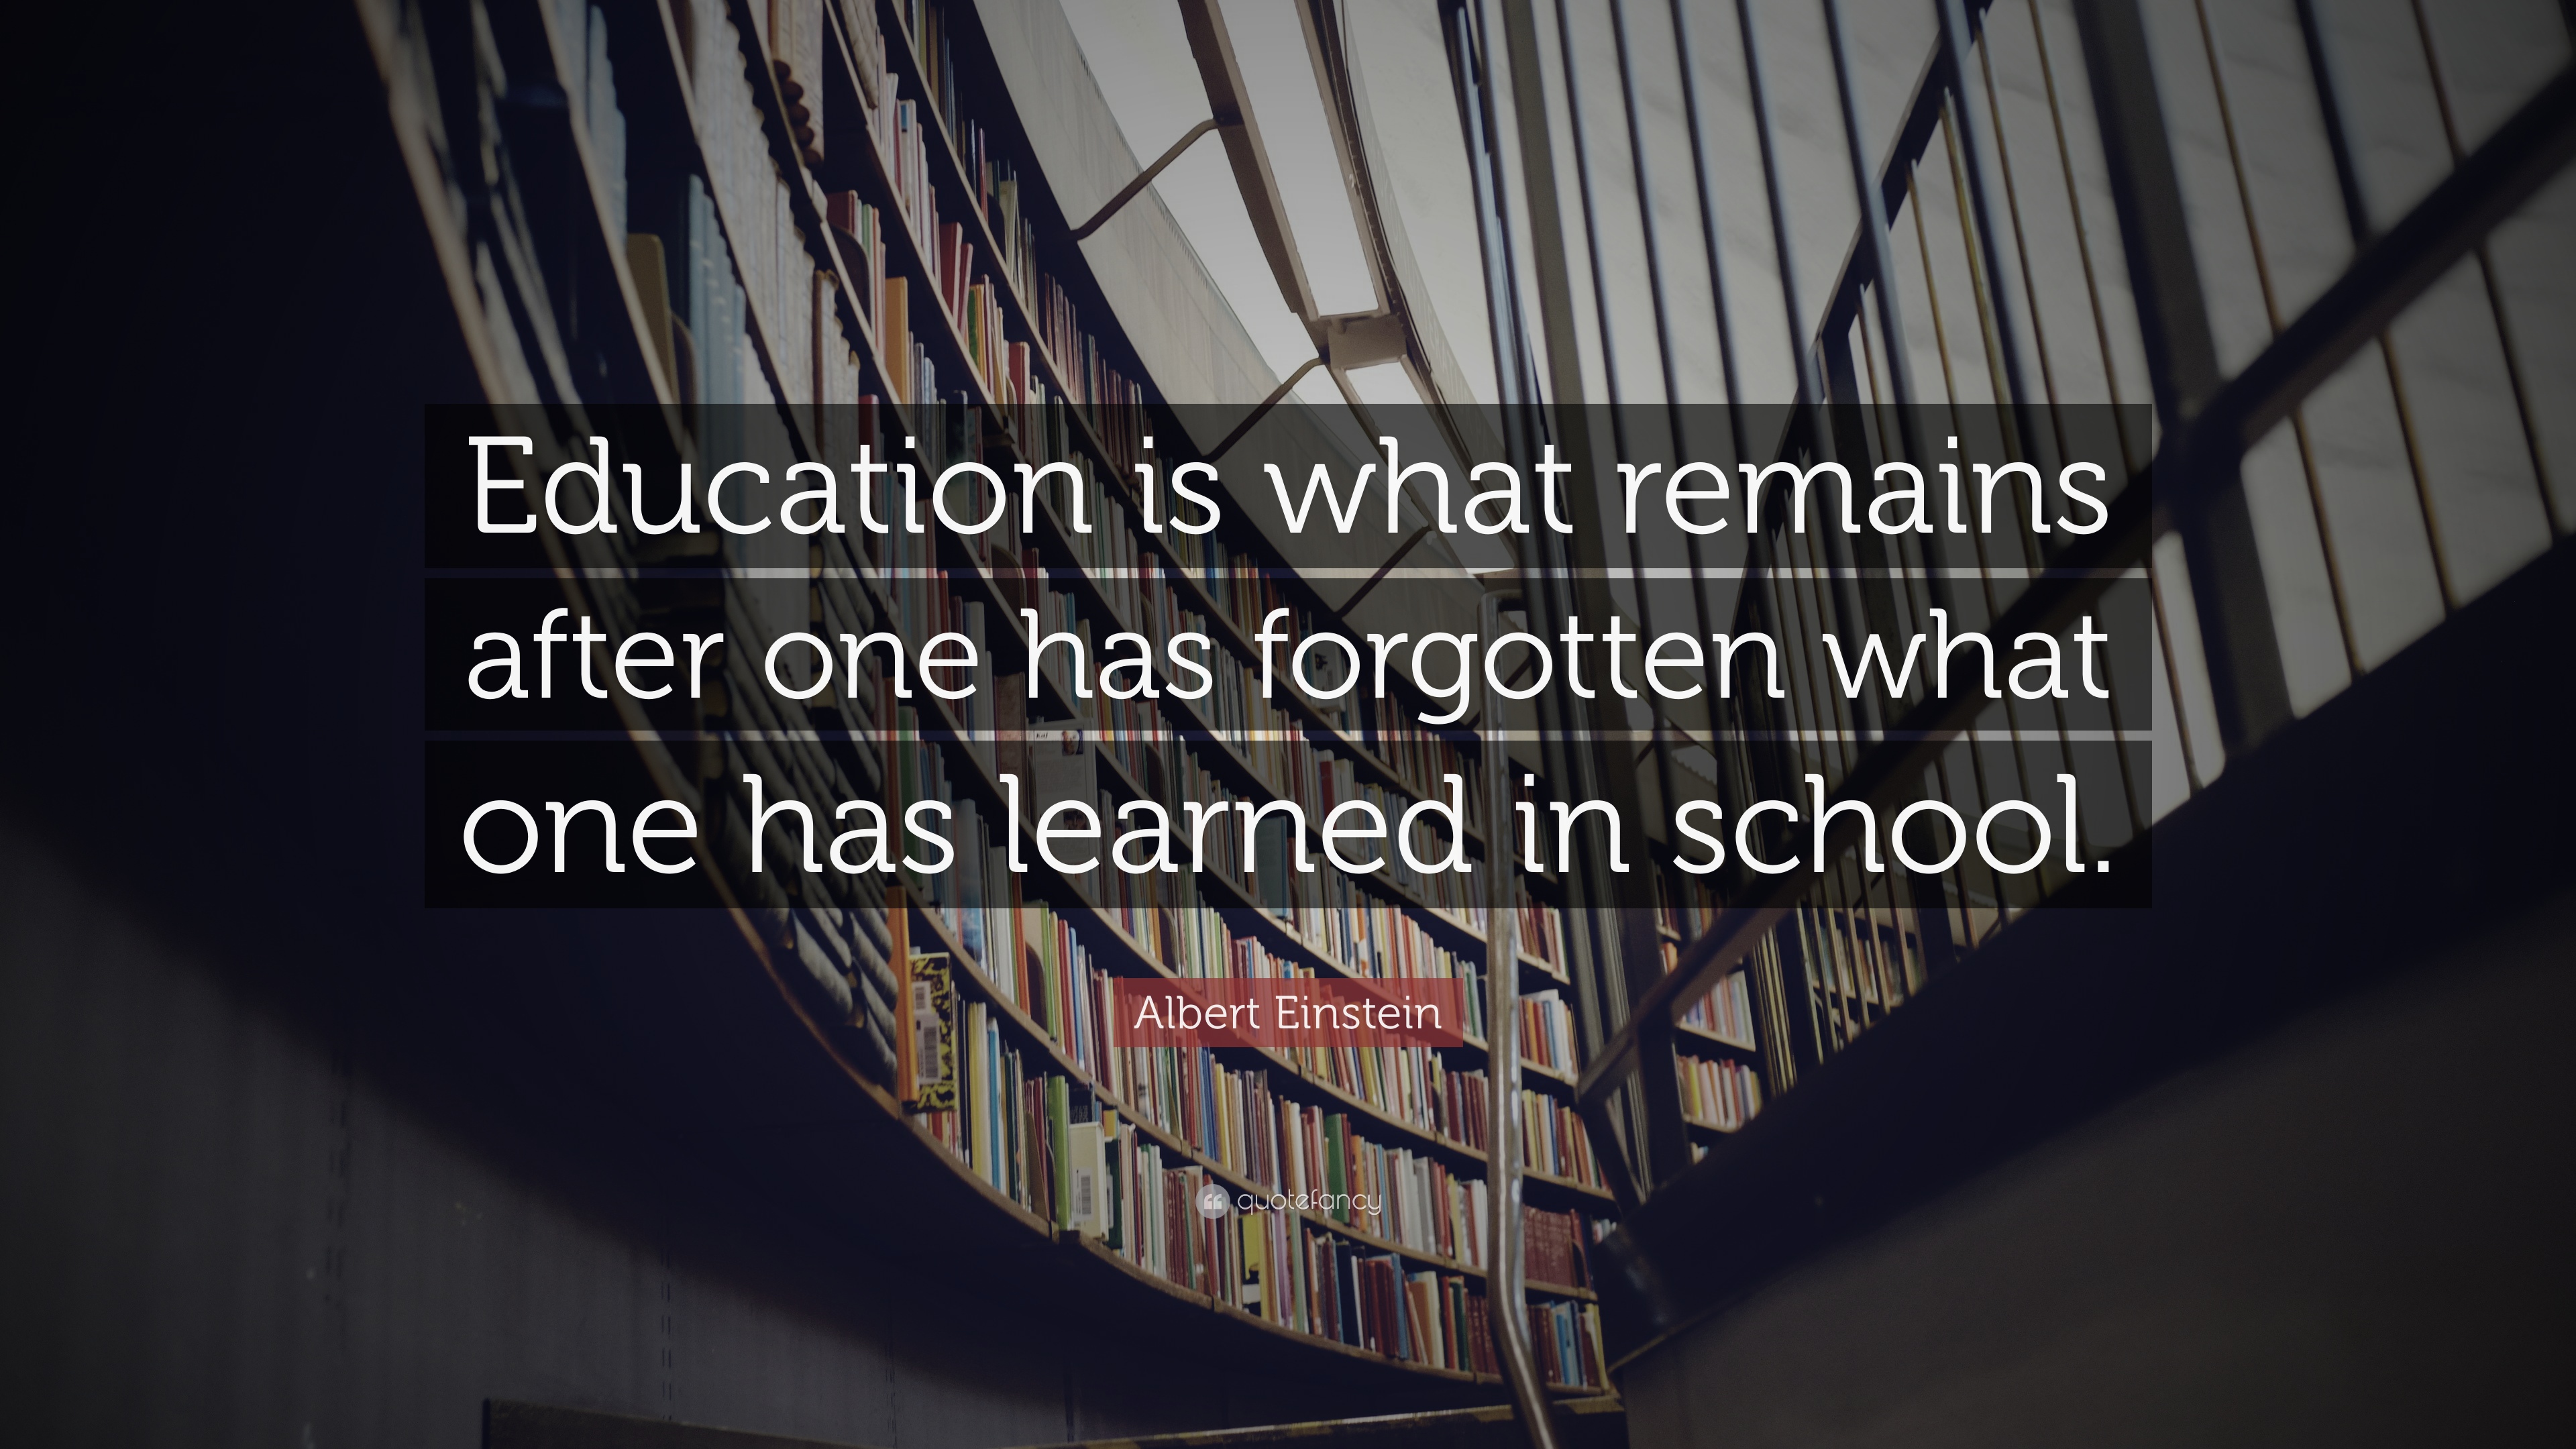 Education is what remains
after one has forgotten what
one has learned in school.
Albert Einstein
quotefancy